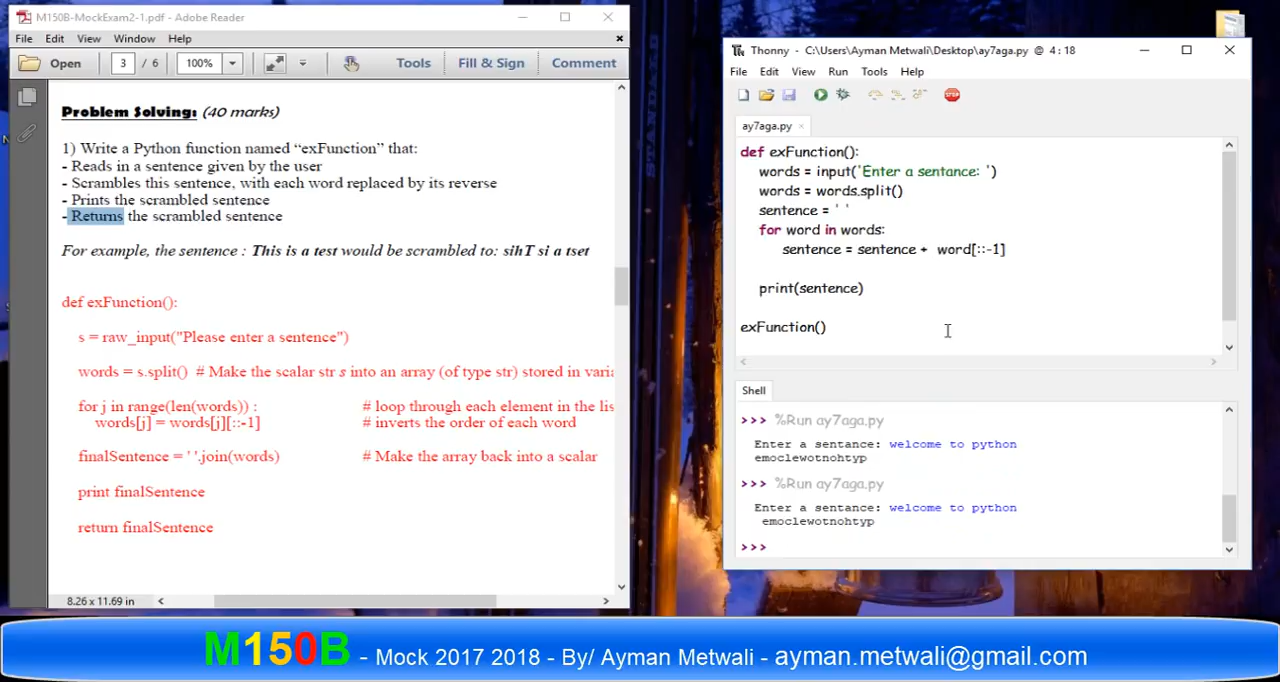 M150B-MockExam2-1.pdf - Adobe Reader
File Edit View Window Help
Open 3 / 6 100% Tools Fill & Sign Comment
Problem Solving: (40 marks)
1) Write a Python function named “exFunction” that:
- Reads in a sentence given by the user
- Scrambles this sentence, with each word replaced by its reverse
- Prints the scrambled sentence
- Returns the scrambled sentence
For example, the sentence : This is a test would be scrambled to: sihT si a tset
def exFunction():
s = raw_input("Please enter a sentence")
words = s.split() # Make the scalar str s into an array (of type str) stored in varia
for j in range(len(words)) : # loop through each element in the lis
words[j] = words[j][::-1] # inverts the order of each word
finalSentence = ' '.join(words) # Make the array back into a scalar
print finalSentence
return finalSentence
8.26 x 11.69 in
Thonny - C:\Users\Ayman Metwali\Desktop\ay7aga.py @ 4 : 18
File Edit View Run Tools Help
STOP
ay7aga.py
def exFunction():
words = input('Enter a sentance: ')
words = words.split()
sentence = ' '
for word in words:
sentence = sentence + word[::-1]
print(sentence)
exFunction()
Shell
>>> %Run ay7aga.py
Enter a sentance: welcome to python
emoclewotnohtyp
>>> %Run ay7aga.py
Enter a sentance: welcome to python
emoclewotnohtyp
>>>
M150B - Mock 2017 2018 - By/ Ayman Metwali - ayman.metwali@gmail.com